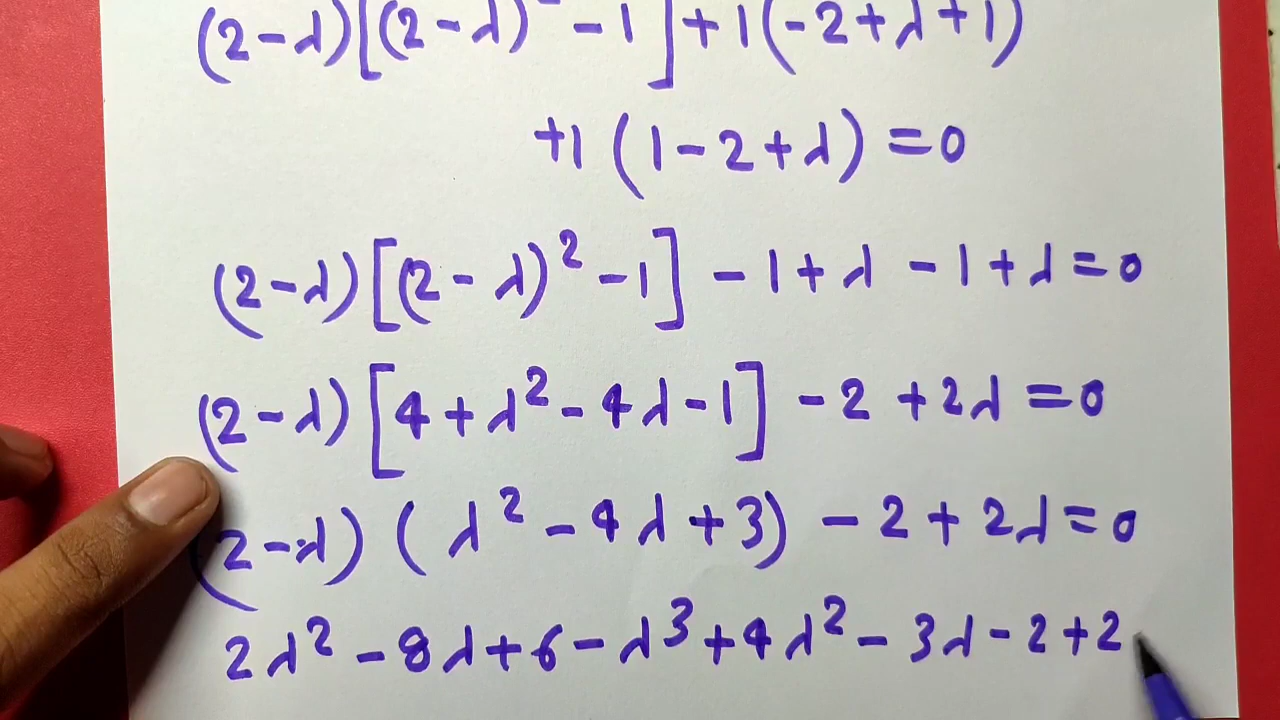 (2-λ)[(2-λ)² -1]+1(-2+λ+1)
+1(1-2+λ)=0
(2-λ)[(2-λ)²-1] -1+λ -1+λ=0
(2-λ)[4+λ²-4λ-1] -2+2λ=0
(2-λ)(λ²-4λ+3) -2+2λ=0
2λ²-8λ+6-λ³+4λ²-3λ-2+2